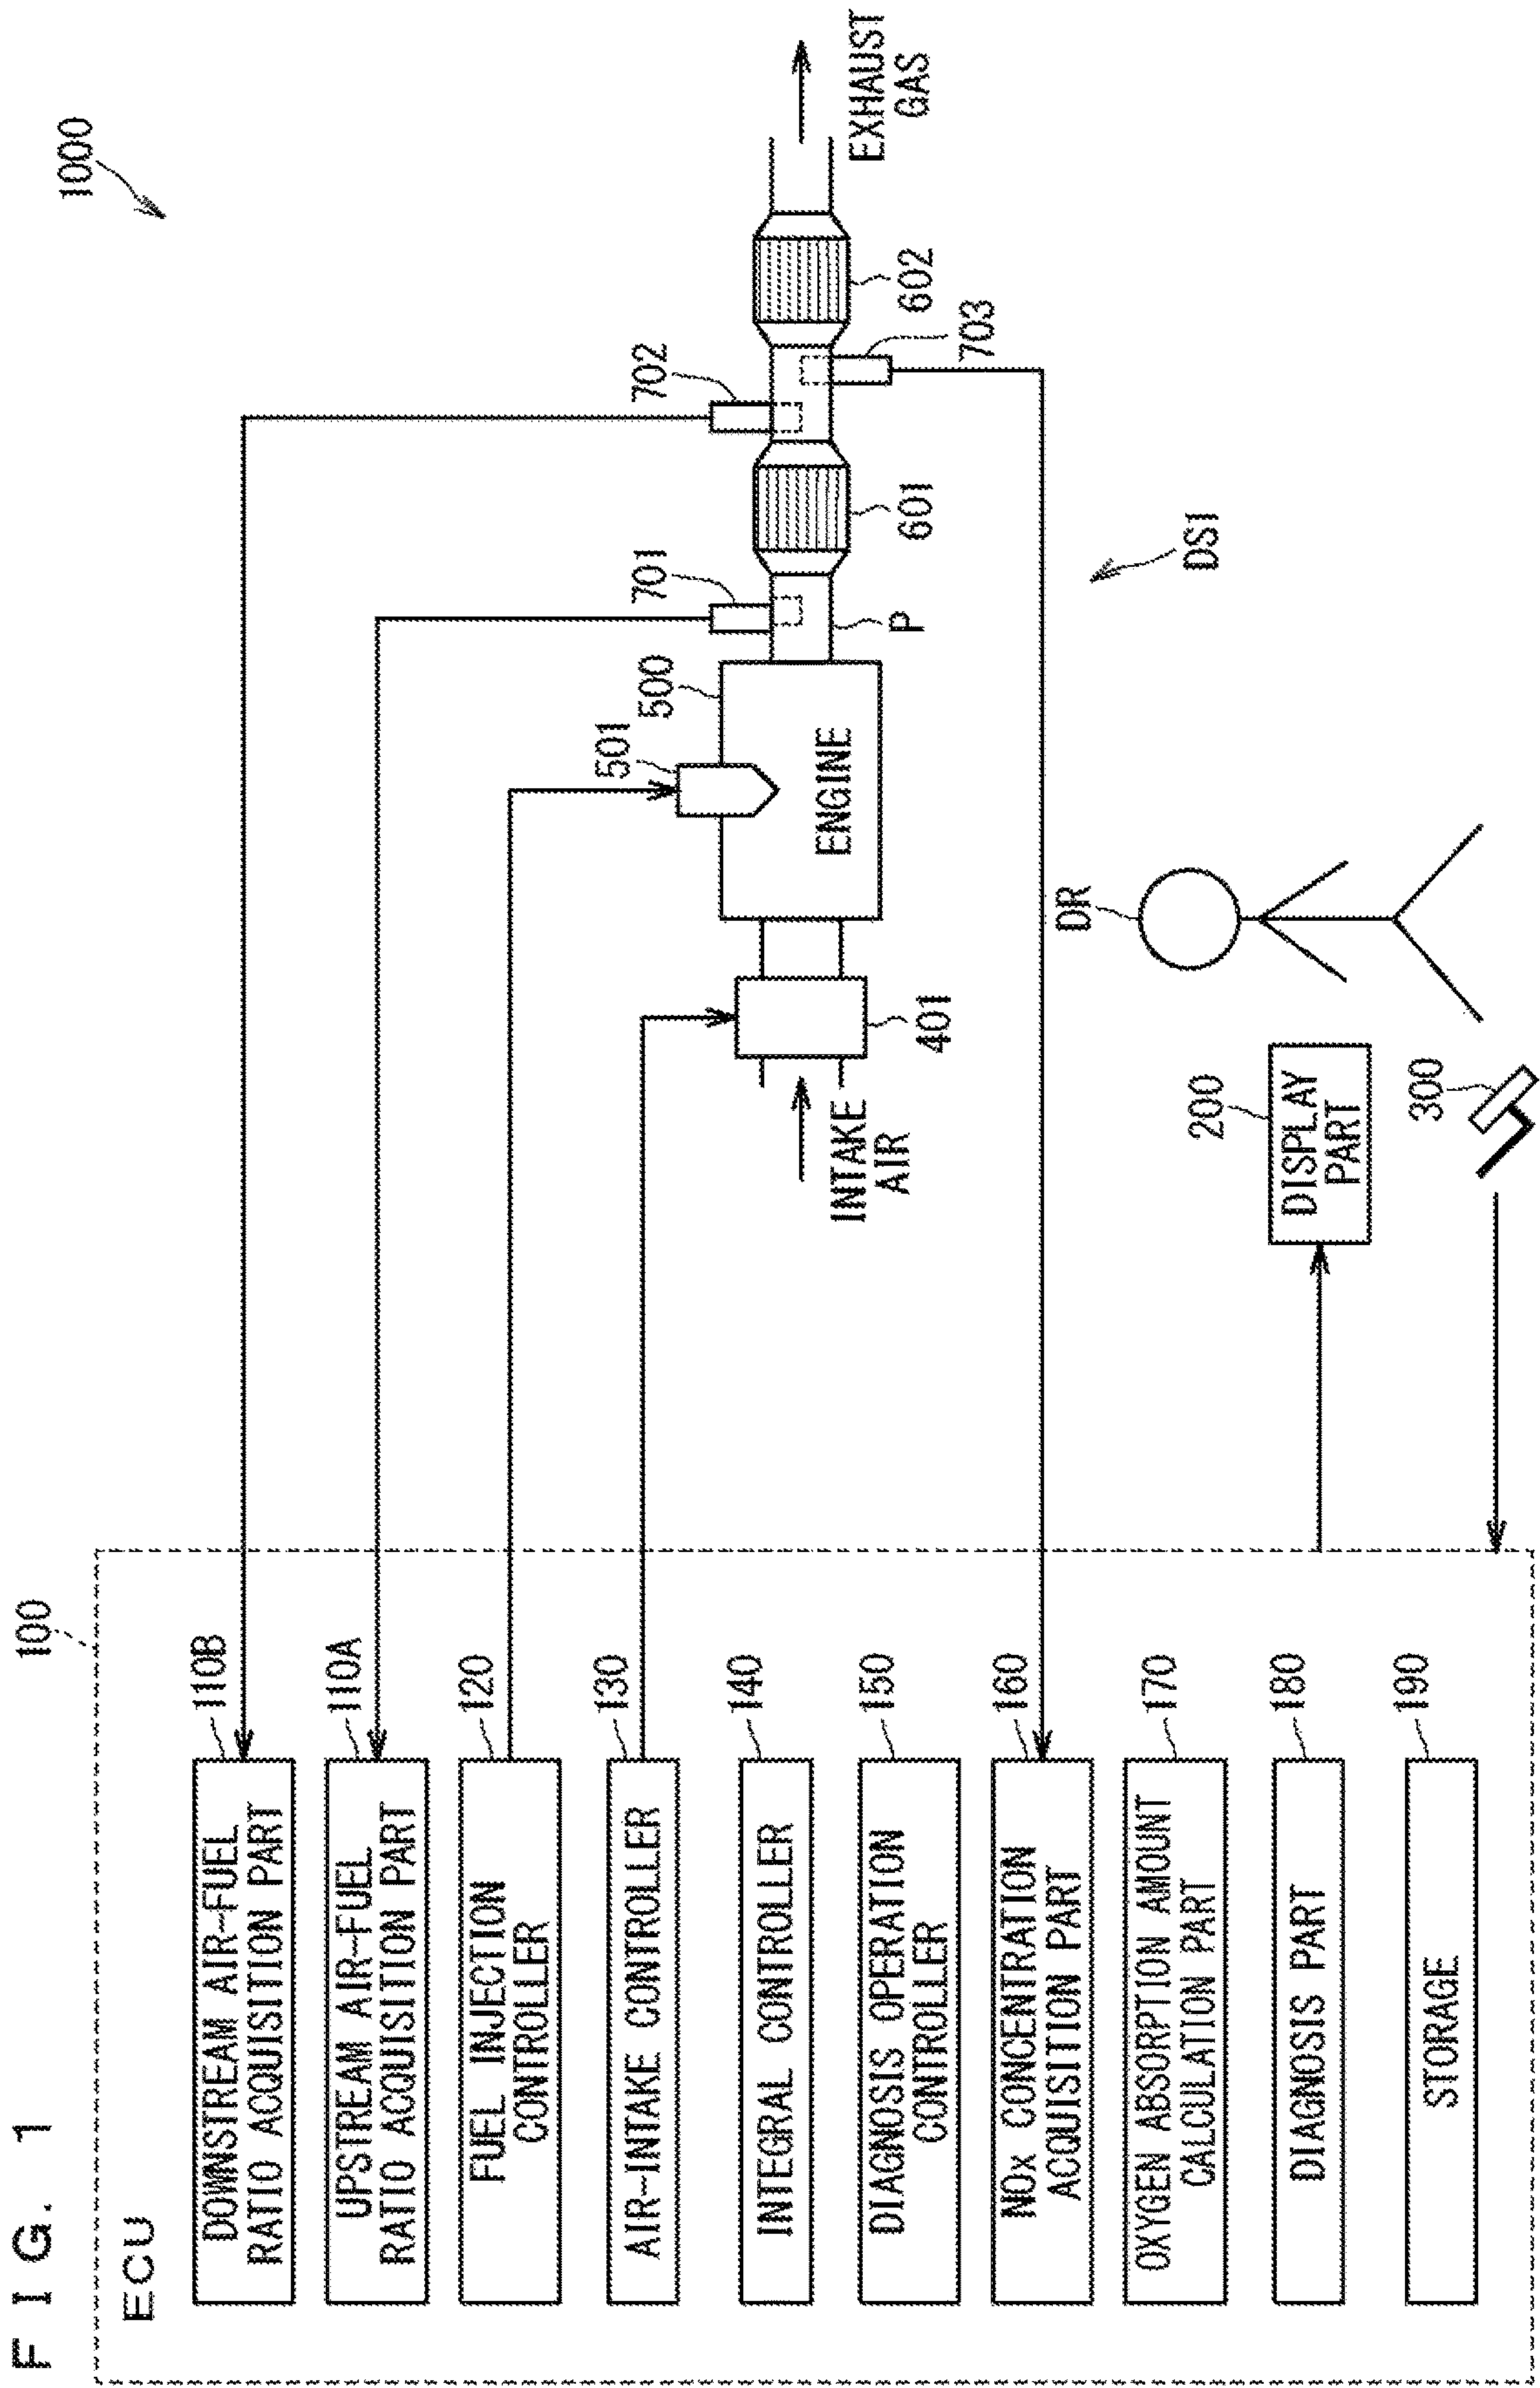 FIG. 1
1000
100
ECU
110B
DOWNSTREAM AIR-FUEL
RATIO ACQUISITION PART
110A
UPSTREAM AIR-FUEL
RATIO ACQUISITION PART
120
FUEL INJECTION
CONTROLLER
130
AIR-INTAKE CONTROLLER
140
INTEGRAL CONTROLLER
150
DIAGNOSIS OPERATION
CONTROLLER
160
NOx CONCENTRATION
ACQUISITION PART
170
OXYGEN ABSORPTION AMOUNT
CALCULATION PART
180
DIAGNOSIS PART
190
STORAGE
INTAKE
AIR
401
501
500
ENGINE
701
P
601
702
703
602
EXHAUST
GAS
DS1
DR
200
DISPLAY
PART
300